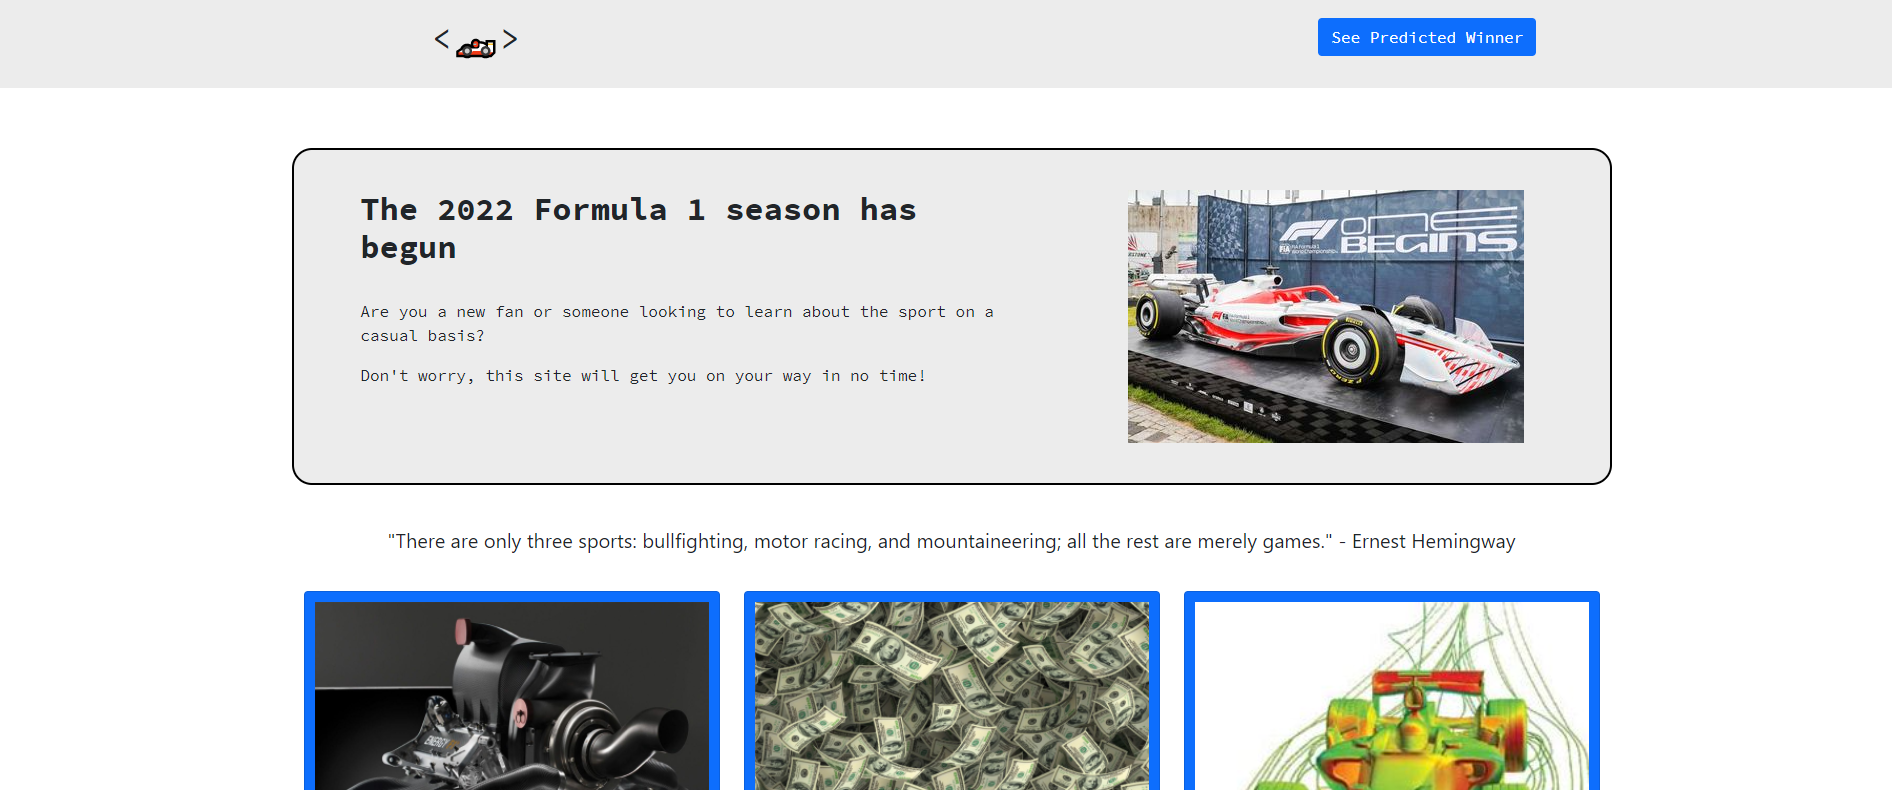 < >
See Predicted Winner
The 2022 Formula 1 season has
begun
Are you a new fan or someone looking to learn about the sport on a
casual basis?
Don't worry, this site will get you on your way in no time!
F1 ONE
BEGINS
FIA
"There are only three sports: bullfighting, motor racing, and mountaineering; all the rest are merely games." - Ernest Hemingway
ENERGY